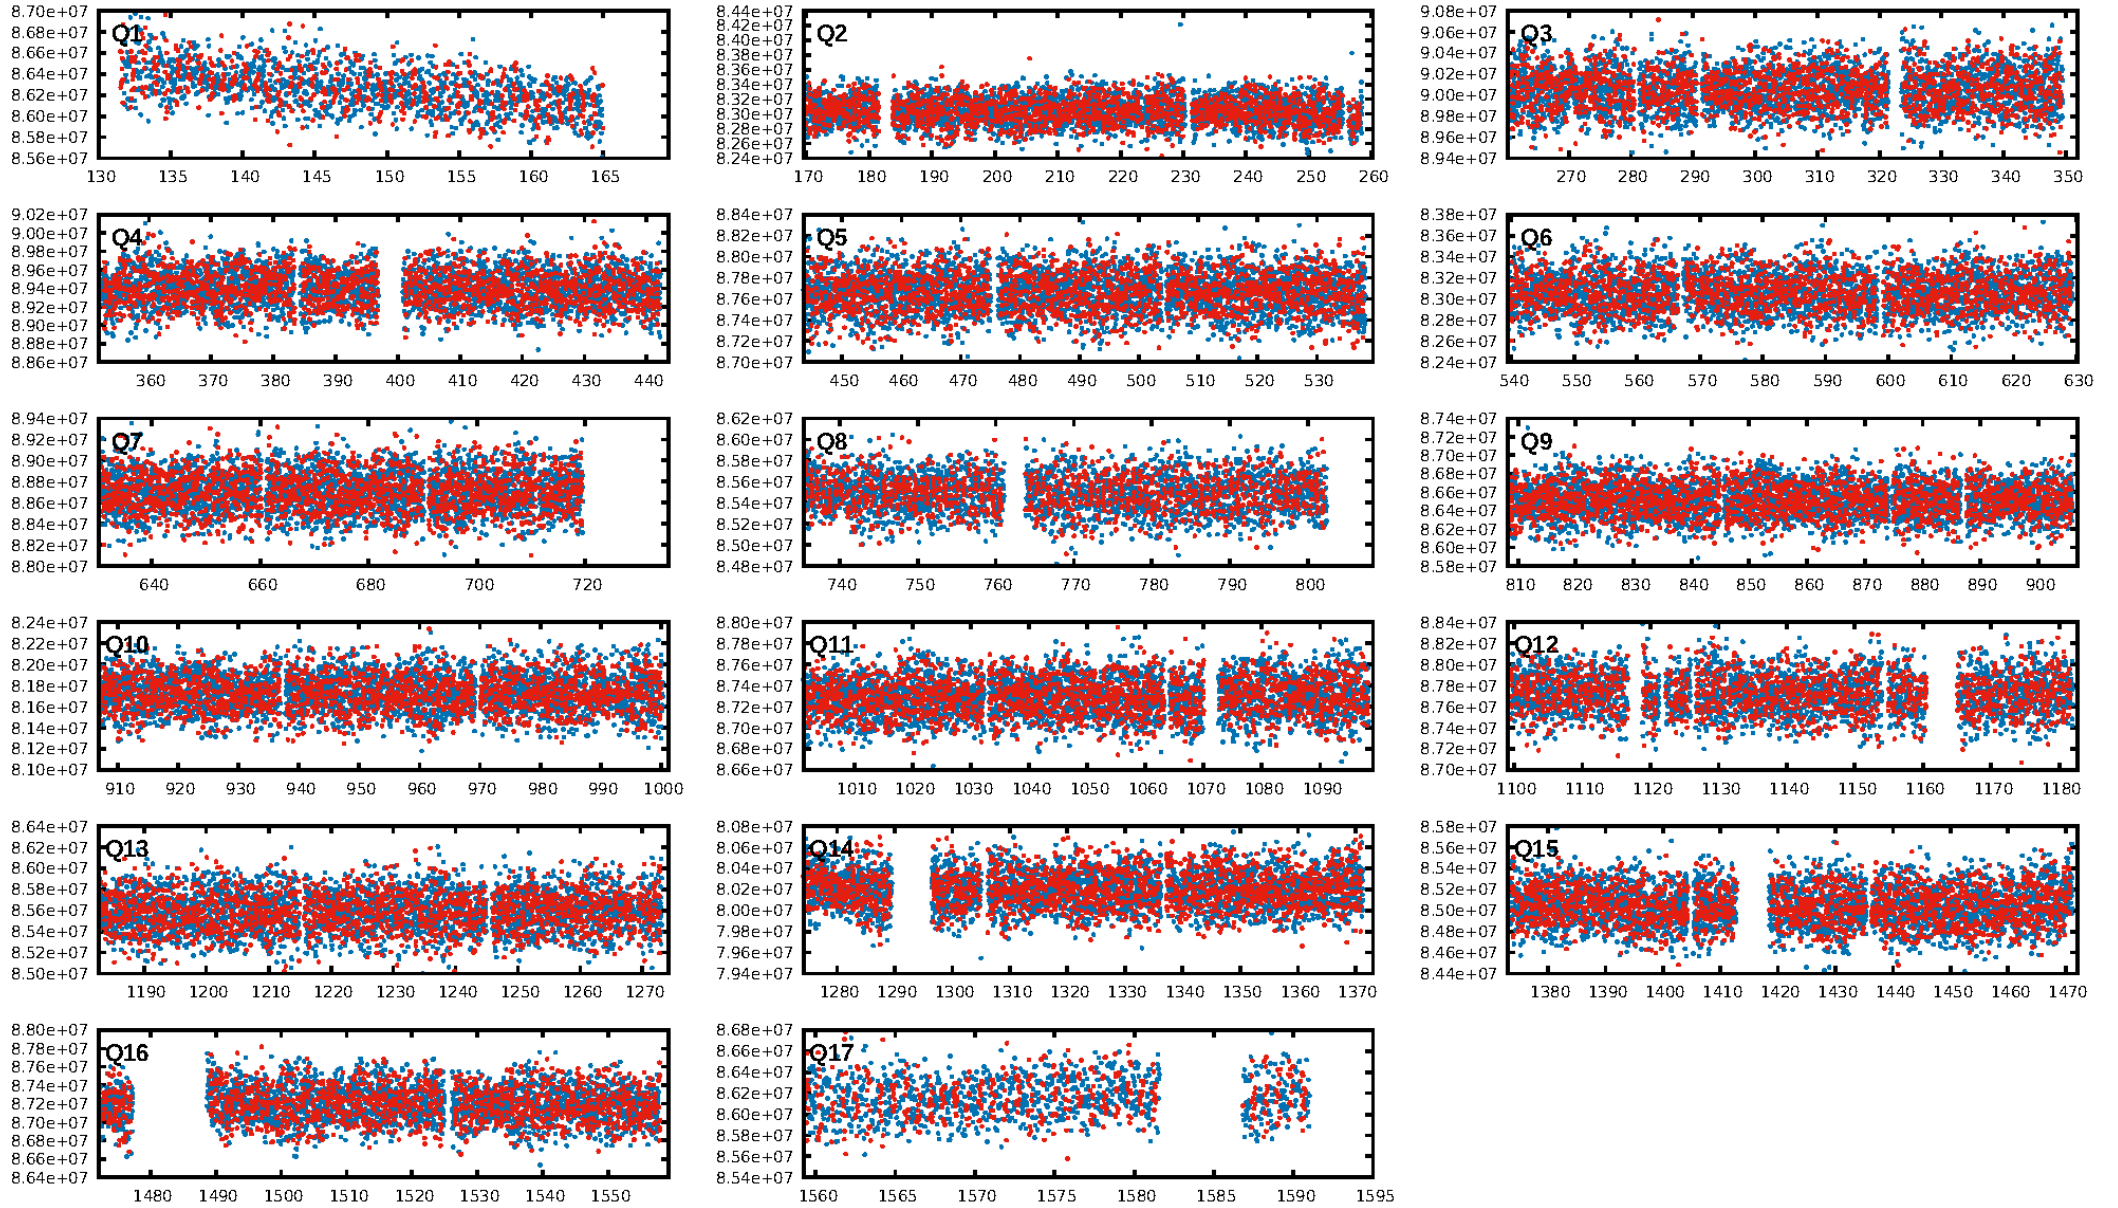 8.70e+07
8.68e+07
8.66e+07
8.64e+07
8.62e+07
8.60e+07
8.58e+07
8.56e+07
Q1
130 135 140 145 150 155 160 165
8.44e+07
8.42e+07
8.40e+07
8.38e+07
8.36e+07
8.34e+07
8.33e+07
8.32e+07
8.30e+07
8.28e+07
8.26e+07
8.24e+07
Q2
170 180 190 200 210 220 230 240 250 260
9.08e+07
9.06e+07
9.04e+07
9.02e+07
9.00e+07
8.98e+07
8.96e+07
8.94e+07
Q3
270 280 290 300 310 320 330 340 350
9.02e+07
9.00e+07
8.98e+07
8.96e+07
8.94e+07
8.92e+07
8.90e+07
8.88e+07
8.86e+07
Q4
360 370 380 390 400 410 420 430 440
8.84e+07
8.82e+07
8.80e+07
8.78e+07
8.76e+07
8.74e+07
8.72e+07
8.70e+07
Q5
450 460 470 480 490 500 510 520 530
8.38e+07
8.36e+07
8.34e+07
8.33e+07
8.30e+07
8.28e+07
8.26e+07
8.24e+07
Q6
540 550 560 570 580 590 600 610 620 630
8.94e+07
8.92e+07
8.90e+07
8.88e+07
8.86e+07
8.84e+07
8.82e+07
8.80e+07
Q7
640 660 680 700 720
8.62e+07
8.60e+07
8.58e+07
8.56e+07
8.54e+07
8.52e+07
8.50e+07
8.48e+07
Q8
740 750 760 770 780 790 800
8.74e+07
8.72e+07
8.70e+07
8.68e+07
8.66e+07
8.64e+07
8.62e+07
8.60e+07
8.58e+07
Q9
810 820 830 840 850 860 870 880 890 900
8.24e+07
8.22e+07
8.20e+07
8.18e+07
8.16e+07
8.14e+07
8.12e+07
8.10e+07
Q10
910 920 930 940 950 960 970 980 990 1000
8.80e+07
8.78e+07
8.76e+07
8.74e+07
8.72e+07
8.70e+07
8.68e+07
8.66e+07
Q11
1010 1020 1030 1040 1050 1060 1070 1080 1090
8.84e+07
8.82e+07
8.80e+07
8.78e+07
8.76e+07
8.74e+07
8.72e+07
8.70e+07
Q12
1100 1110 1120 1130 1140 1150 1160 1170 1180
8.64e+07
8.62e+07
8.60e+07
8.58e+07
8.56e+07
8.54e+07
8.52e+07
8.50e+07
Q13
1190 1200 1210 1220 1230 1240 1250 1260 1270
8.08e+07
8.06e+07
8.04e+07
8.02e+07
8.00e+07
7.98e+07
7.96e+07
7.94e+07
Q14
1280 1290 1300 1310 1320 1330 1340 1350 1360 1370
8.58e+07
8.56e+07
8.54e+07
8.52e+07
8.50e+07
8.48e+07
8.46e+07
8.44e+07
Q15
1380 1390 1400 1410 1420 1430 1440 1450 1460 1470
8.80e+07
8.78e+07
8.76e+07
8.74e+07
8.72e+07
8.70e+07
8.68e+07
8.66e+07
8.64e+07
Q16
1480 1490 1500 1510 1520 1530 1540 1550
8.68e+07
8.66e+07
8.64e+07
8.62e+07
8.60e+07
8.58e+07
8.56e+07
8.54e+07
Q17
1560 1565 1570 1575 1580 1585 1590 1595